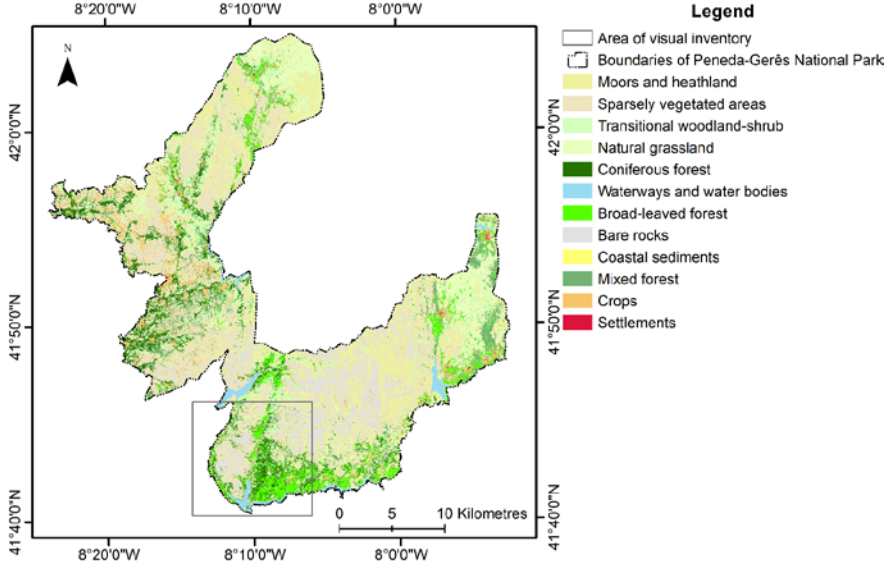 8°20'0"W
8°10'0"W
8°0'0"W
N
42°0'0"N
41°50'0"N
41°40'0"N
42°0'0"N
41°50'0"N
41°40'0"N
0 5 10 Kilometres
8°20'0"W
8°10'0"W
8°0'0"W
Legend
Area of visual inventory
Boundaries of Peneda-Gerês National Park
Moors and heathland
Sparsely vegetated areas
Transitional woodland-shrub
Natural grassland
Coniferous forest
Waterways and water bodies
Broad-leaved forest
Bare rocks
Coastal sediments
Mixed forest
Crops
Settlements